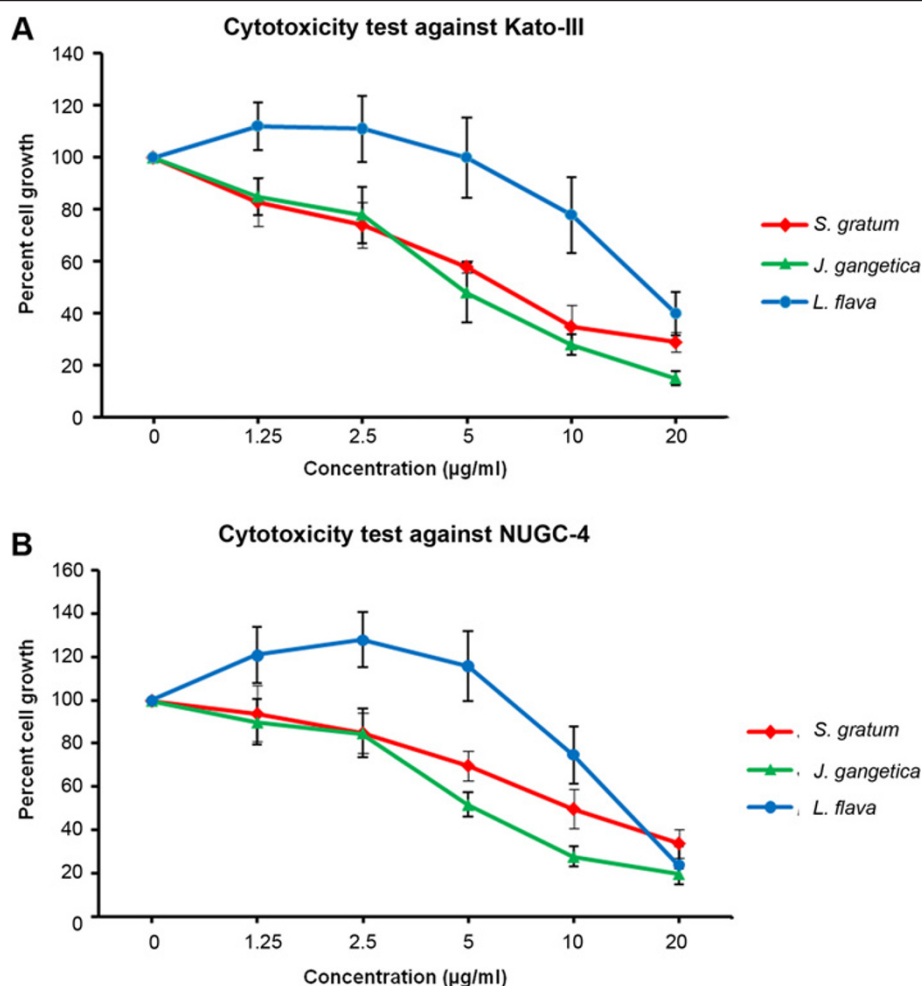 A
Cytotoxicity test against Kato-III
140
120
100
80
60
40
20
0
Percent cell growth
0 1.25 2.5 5 10 20
Concentration (µg/ml)
S. gratum
J. gangetica
L. flava
B
Cytotoxicity test against NUGC-4
160
140
120
100
80
60
40
20
0
Percent cell growth
0 1.25 2.5 5 10 20
Concentration (µg/ml)
S. gratum
J. gangetica
L. flava